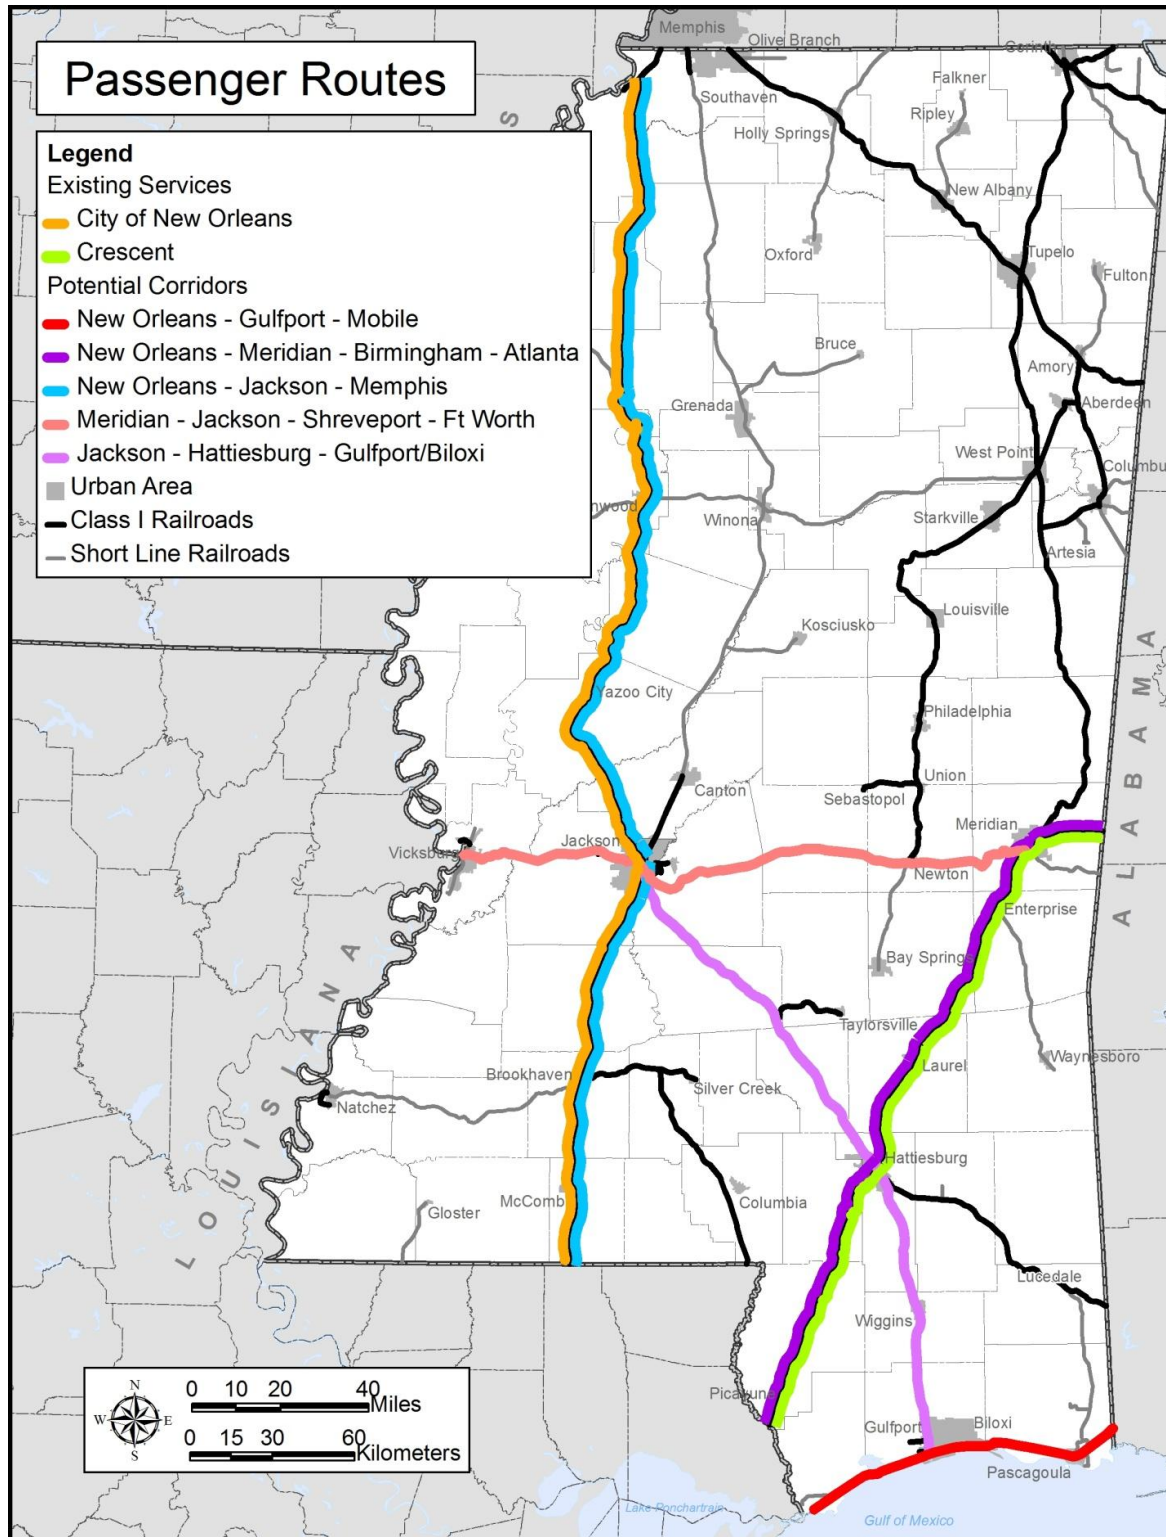 Passenger Routes
Legend
Existing Services
City of New Orleans
Crescent
Potential Corridors
New Orleans - Gulfport - Mobile
New Orleans - Meridian - Birmingham - Atlanta
New Orleans - Jackson - Memphis
Meridian - Jackson - Shreveport - Ft Worth
Jackson - Hattiesburg - Gulfport/Biloxi
Urban Area
Class I Railroads
Short Line Railroads
Memphis
Olive Branch
Corinth
Southaven
Falkner
Holly Springs
Ripley
S
New Albany
Oxford
Tupelo
Fulton
Bruce
Amory
Grenada
Aberdeen
West Point
Columbu
nwood
Winona
Starkville
Artesia
Louisville
Kosciusko
Yazoo City
Philadelphia
Canton
Union
Sebastopol
Jackson
Meridian
Vicksburg
Newton
Enterprise
Bay Springs
ALABAMA
LOUISIANA
Taylorsville
Laurel
Waynesboro
Brookhaven
Silver Creek
Natchez
Hattiesburg
McComb
Columbia
Gloster
Lucedale
Wiggins
Picayune
Gulfport
Biloxi
Pascagoula
Lake Ponchartrain
Gulf of Mexico
N
W E
S
0 10 20 40
Miles
0 15 30 60
Kilometers